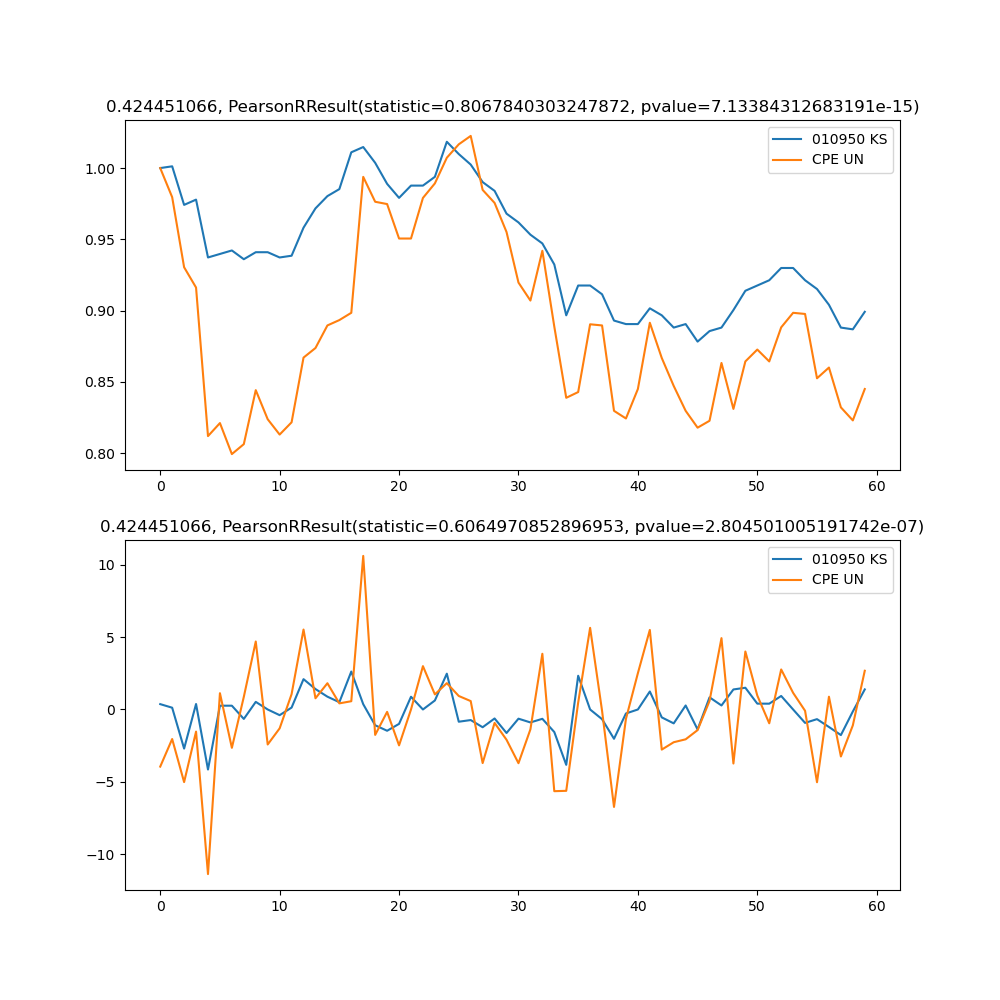 0.424451066, PearsonRResult(statistic=0.8067840303247872, pvalue=7.13384312683191e-15)
010950 KS
CPE UN
1.00
0.95
0.90
0.85
0.80
0 10 20 30 40 50 60
0.424451066, PearsonRResult(statistic=0.6064970852896953, pvalue=2.804501005191742e-07)
010950 KS
CPE UN
10
5
0
−5
−10
0 10 20 30 40 50 60